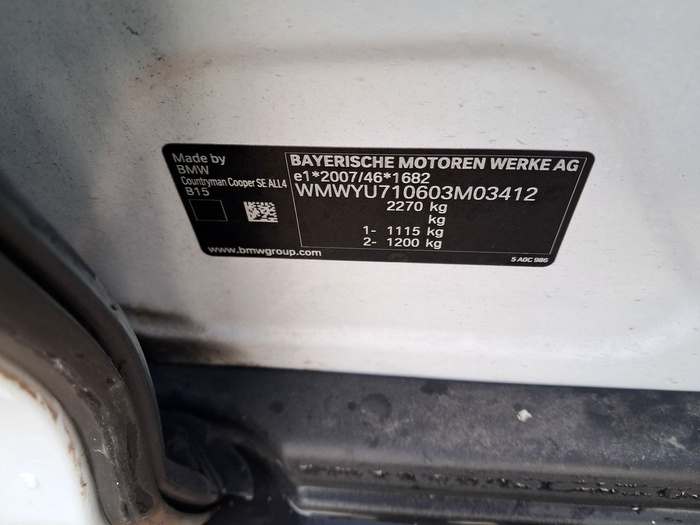 Made by
BMW
Countryman Cooper SE ALL4
B15
www.bmwgroup.com
BAYERISCHE MOTOREN WERKE AG
e1*2007/46*1682
WMWYU710603M03412
2270 kg
kg
1- 1115 kg
2- 1200 kg
5 A0C 986